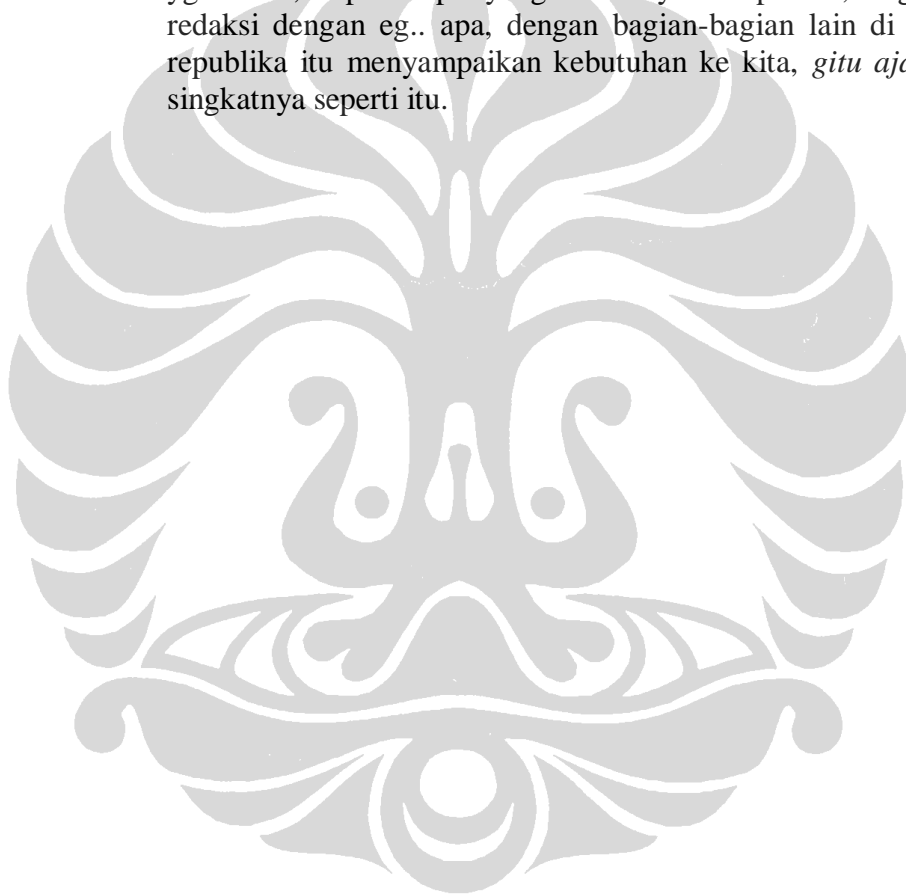 redaksi dengan eg.. apa, dengan bagian-bagian lain di
republika itu menyampaikan kebutuhan ke kita, gitu aja
singkatnya seperti itu.